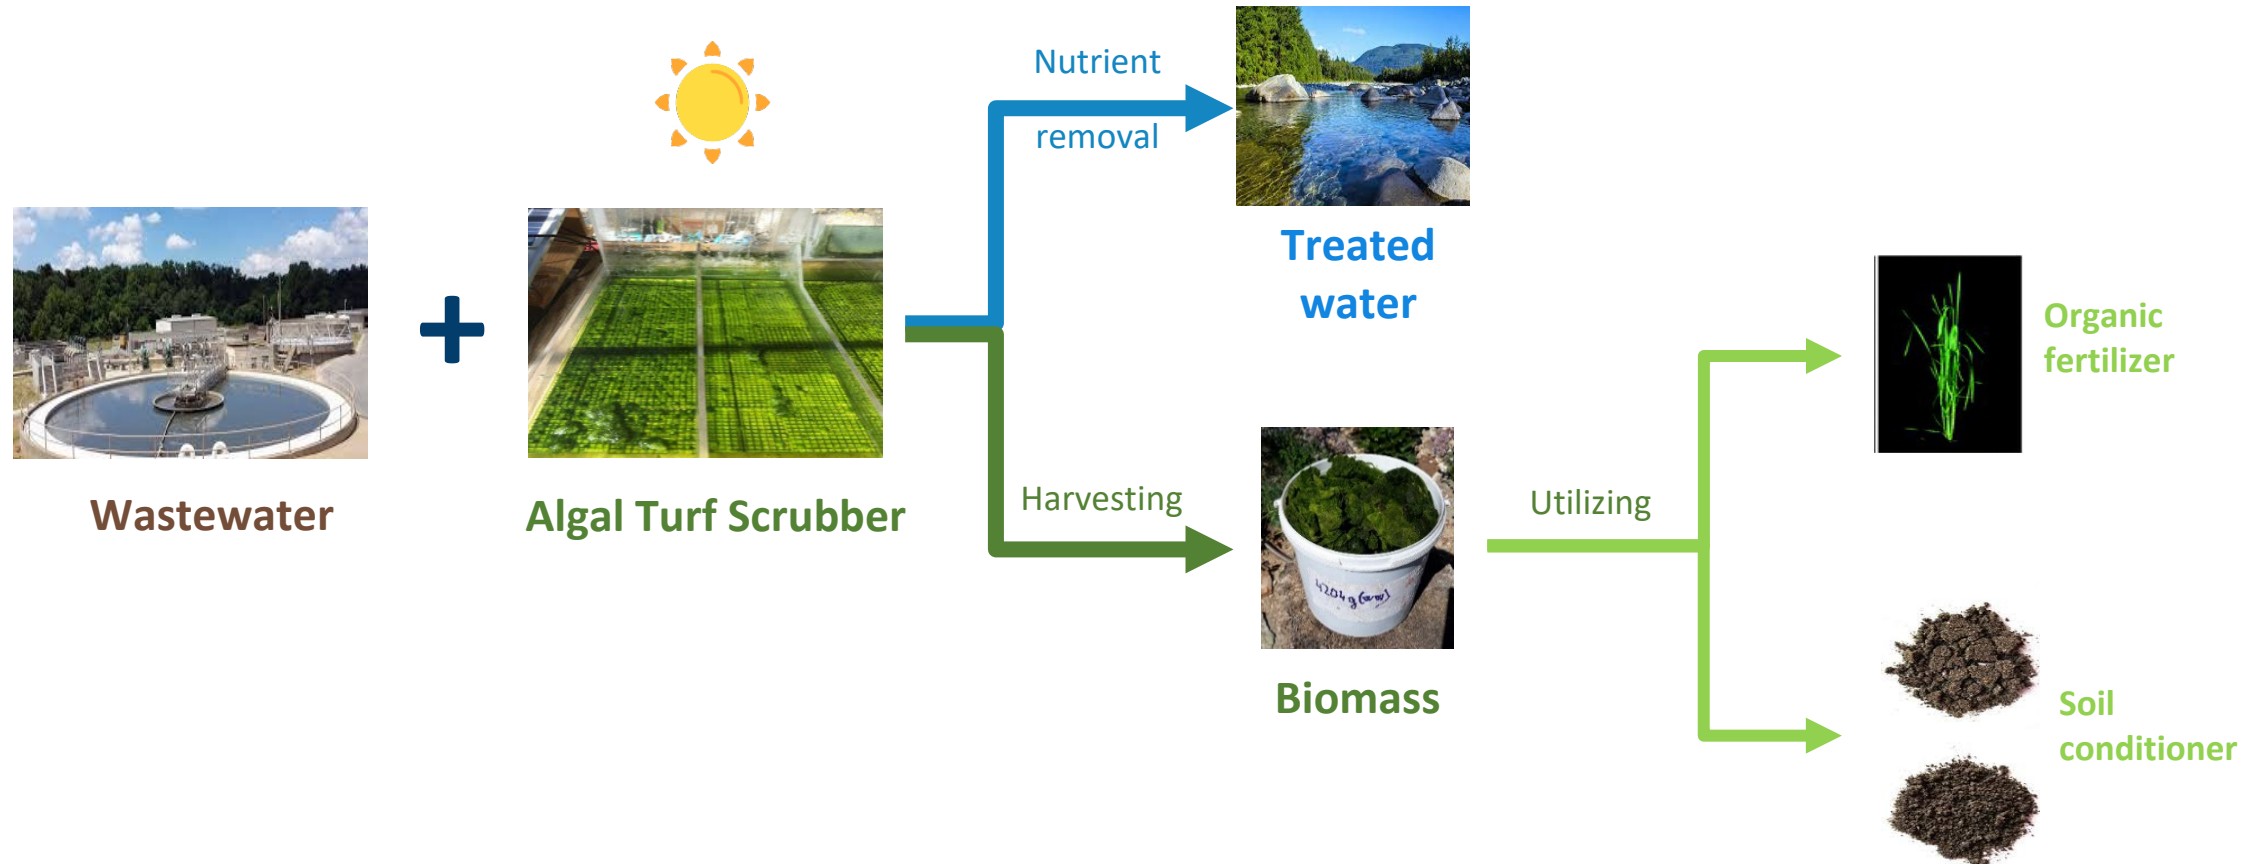 Nutrient
removal
Treated
water
Wastewater
Algal Turf Scrubber
Harvesting
Biomass
Utilizing
Organic
fertilizer
Soil
conditioner